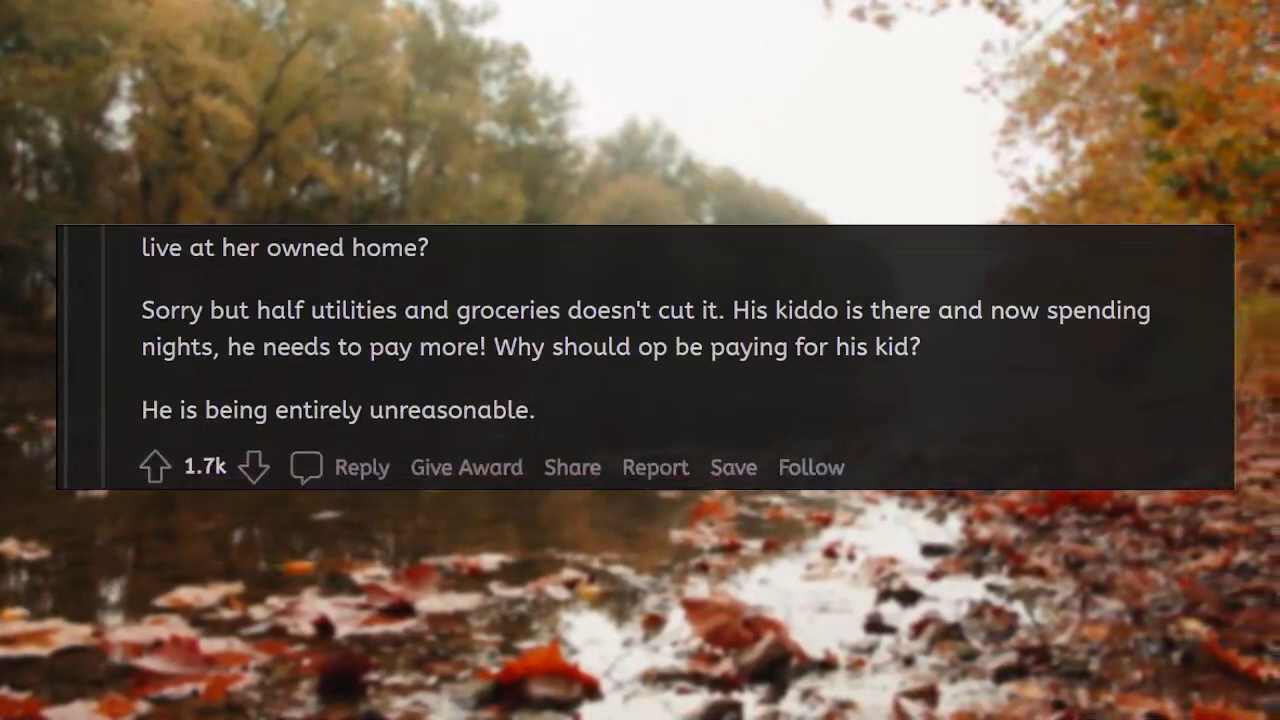 live at her owned home?
Sorry but half utilities and groceries doesn't cut it. His kiddo is there and now spending
nights, he needs to pay more! Why should op be paying for his kid?
He is being entirely unreasonable.
1.7k Reply Give Award Share Report Save Follow